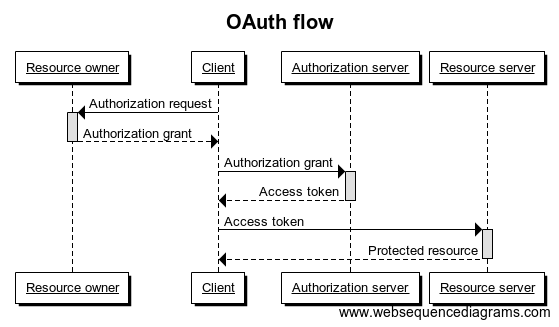 OAuth flow
Resource owner Client Authorization server Resource server
Authorization request
Authorization grant
Authorization grant
Access token
Access token
Protected resource
Resource owner Client Authorization server Resource server
www.websequencediagrams.com